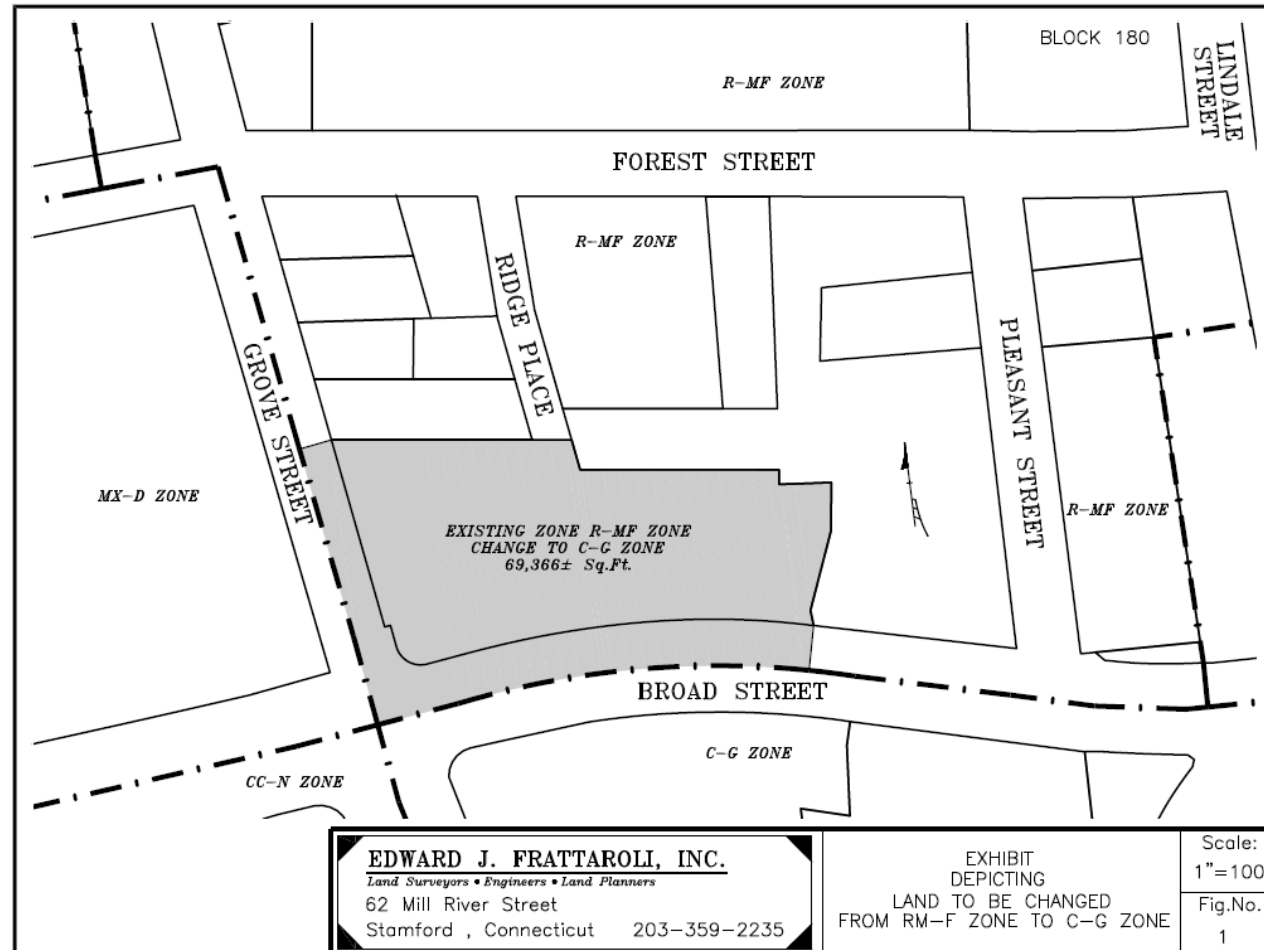 BLOCK 180
LINDALE
STREET
R-MF ZONE
FOREST STREET
R-MF ZONE
RIDGE PLACE
GROVE STREET
PLEASANT STREET
MX-D ZONE
R-MF ZONE
EXISTING ZONE R-MF ZONE
CHANGE TO C-G ZONE
69,366± Sq.Ft.
BROAD STREET
C-G ZONE
CC-N ZONE
EDWARD J. FRATTAROLI, INC.
Land Surveyors • Engineers • Land Planners
62 Mill River Street
Stamford , Connecticut 203-359-2235
EXHIBIT
DEPICTING
LAND TO BE CHANGED
FROM RM-F ZONE TO C-G ZONE
Scale:
1"=100
Fig.No.
1